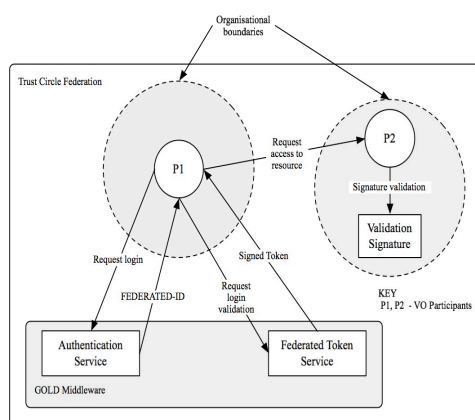 Organisational
boundaries
Trust Circle Federation
P1
Request
access to
resource
P2
Signature validation
Validation
Signature
Request login
FEDERATED-ID
Signed Token
Request
login
validation
KEY
P1, P2 - VO Participants
Authentication
Service
Federated Token
Service
GOLD Middleware